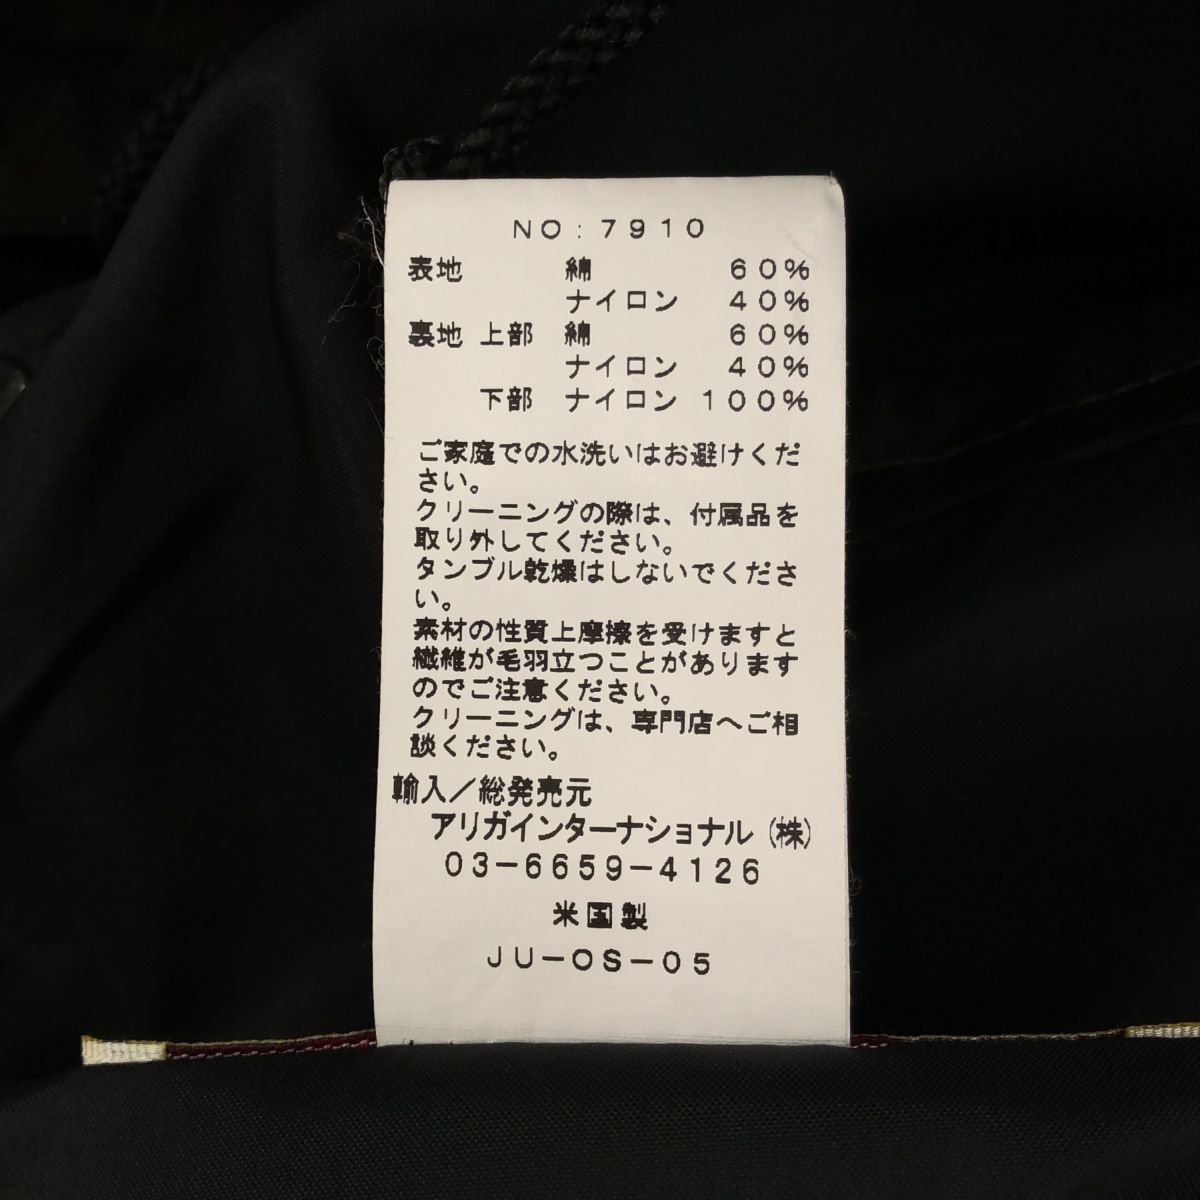 NO:7910
表地 綿 60%
ナイロン 40%
裏地 上部 綿 60%
ナイロン 40%
下部 ナイロン 100%
ご家庭での水洗いはお避けくだ
さい。
クリーニングの際は、付属品を
取り外してください。
タンブル乾燥はしないでくださ
い。
素材の性質上摩擦を受けますと
繊維が毛羽立つことがあります
のでご注意ください。
クリーニングは、専門店へご相
談ください。
輸入/総発売元
アリガインターナショナル(株)
03-6659-4126
米国製
JU-OS-05